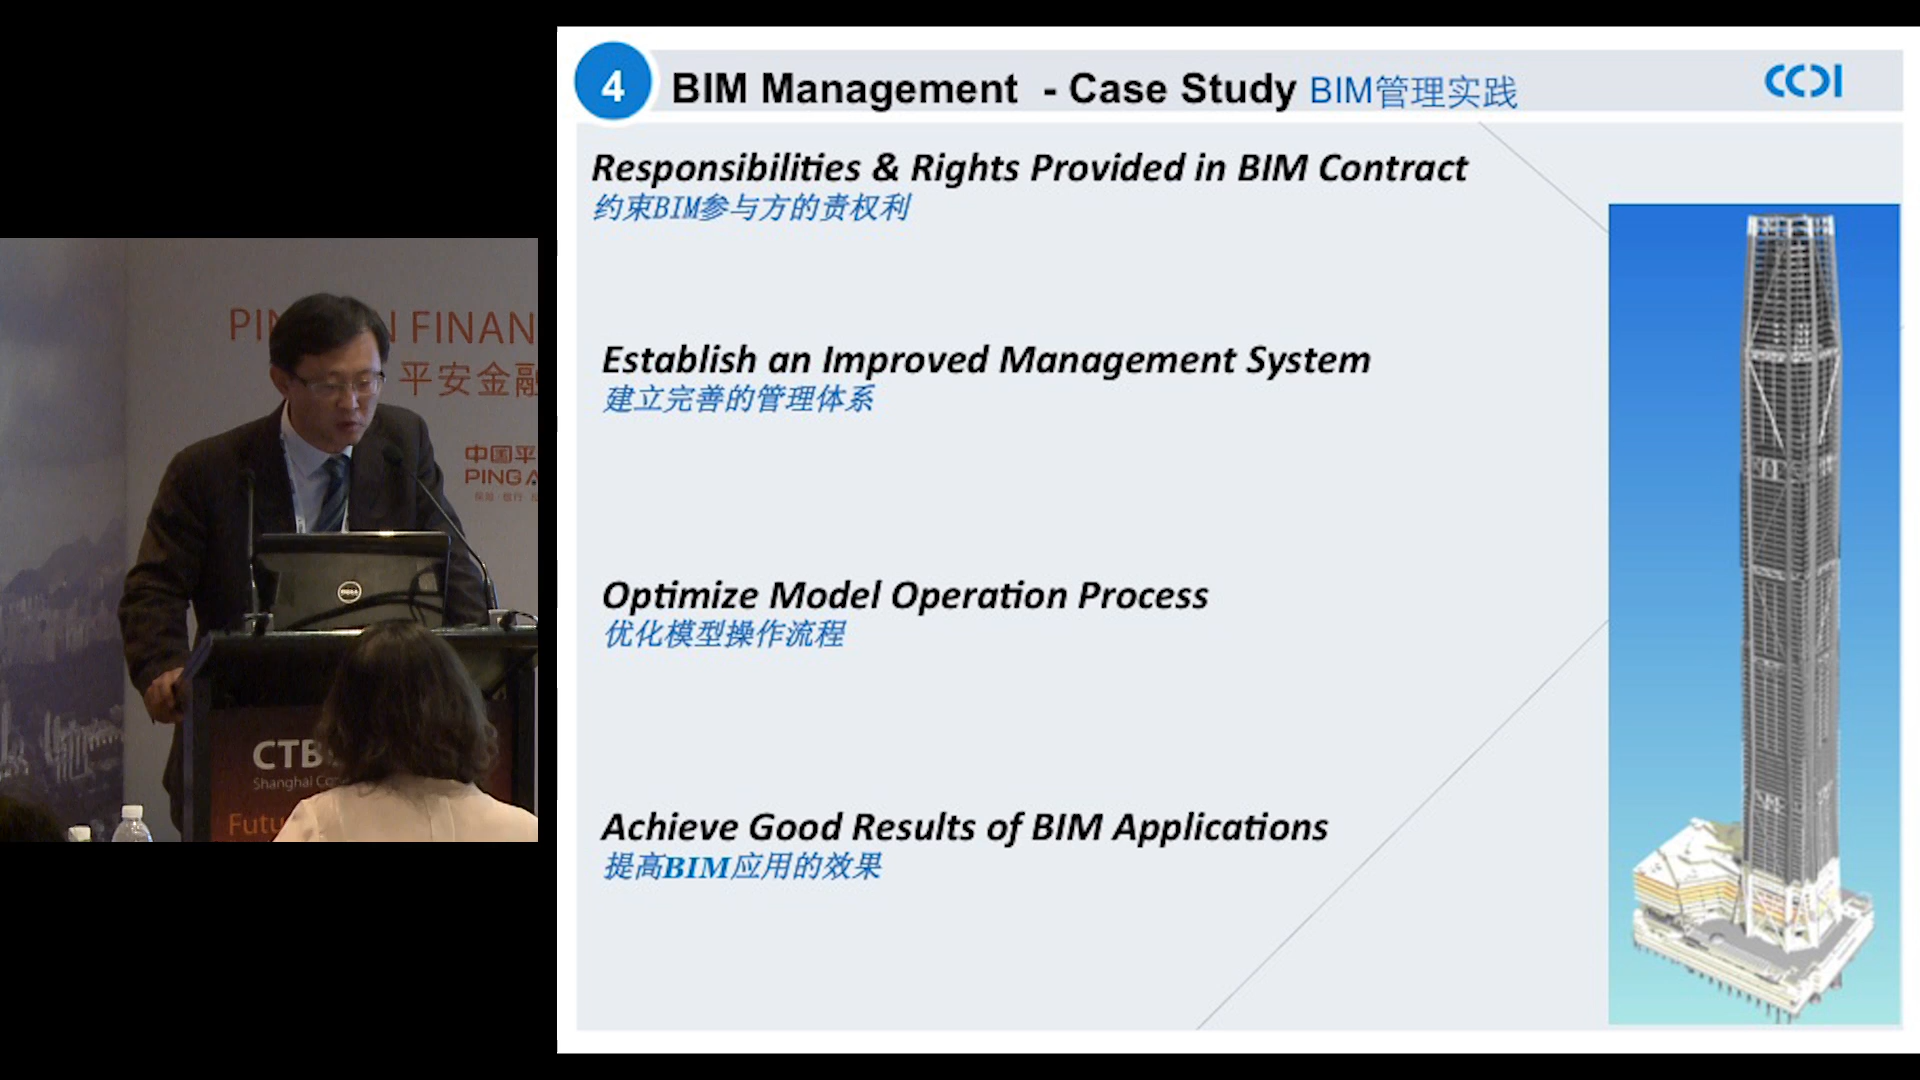 4
BIM Management - Case Study BIM管理实践
CCDI
Responsibilities & Rights Provided in BIM Contract
约束BIM参与方的责权利
Establish an Improved Management System
建立完善的管理体系
Optimize Model Operation Process
优化模型操作流程
Achieve Good Results of BIM Applications
提高BIM应用的效果
FINAN
平安金融
中国平
PING A
DELL
CTB
Shanghai Co
Futu